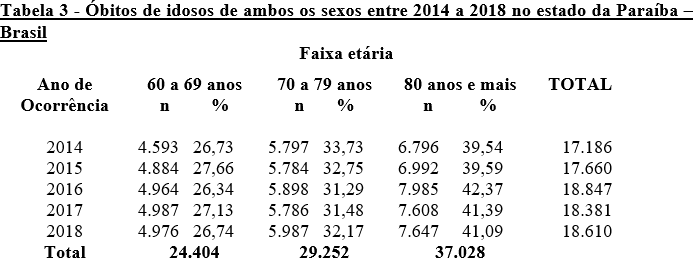 Tabela 3 - Óbitos de idosos de ambos os sexos entre 2014 a 2018 no estado da Paraíba –
Brasil
Faixa etária
Ano de 60 a 69 anos 70 a 79 anos 80 anos e mais TOTAL
Ocorrência n % n % n %
2014 4.593 26,73 5.797 33,73 6.796 39,54 17.186
2015 4.884 27,66 5.784 32,75 6.992 39,59 17.660
2016 4.964 26,34 5.898 31,29 7.985 42,37 18.847
2017 4.987 27,13 5.786 31,48 7.608 41,39 18.381
2018 4.976 26,74 5.987 32,17 7.647 41,09 18.610
Total 24.404 29.252 37.028